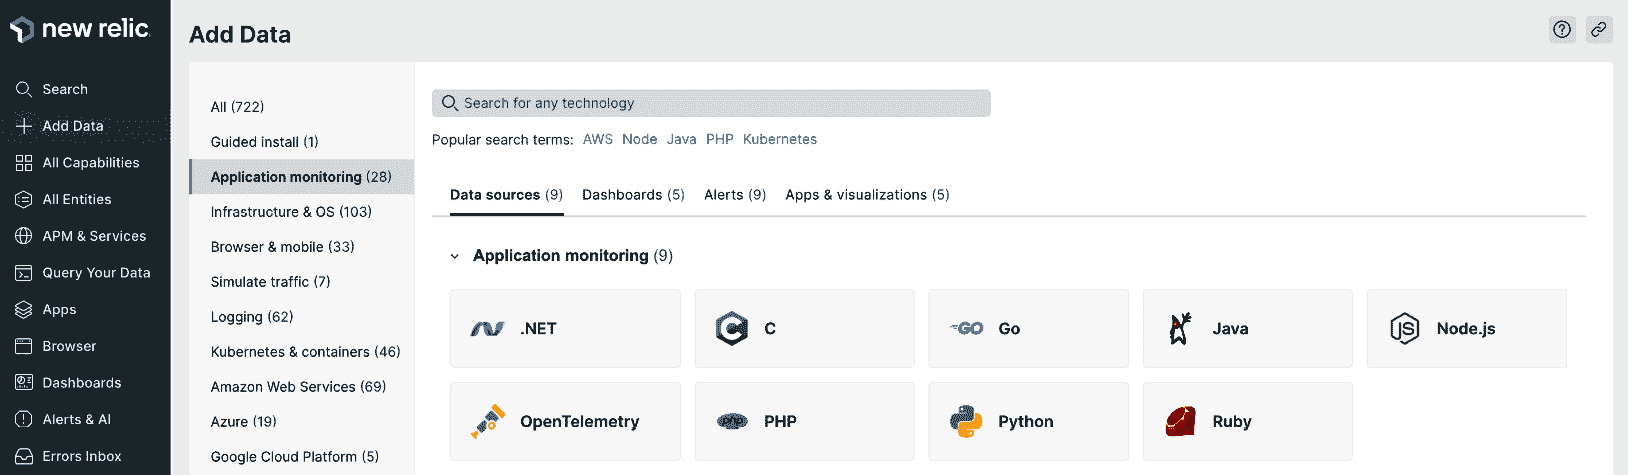 new relic
Search
Add Data
All Capabilities
All Entities
APM & Services
Query Your Data
Apps
Browser
Dashboards
Alerts & AI
Errors Inbox
Add Data
All (722)
Guided install (1)
Application monitoring (28)
Infrastructure & OS (103)
Browser & mobile (33)
Simulate traffic (7)
Logging (62)
Kubernetes & containers (46)
Amazon Web Services (69)
Azure (19)
Google Cloud Platform (5)
Search for any technology
Popular search terms: AWS Node Java PHP Kubernetes
Data sources (9) Dashboards (5) Alerts (9) Apps & visualizations (5)
Application monitoring (9)
.NET
C
GO Go
Java
JS Node.js
OpenTelemetry
php PHP
Python
Ruby